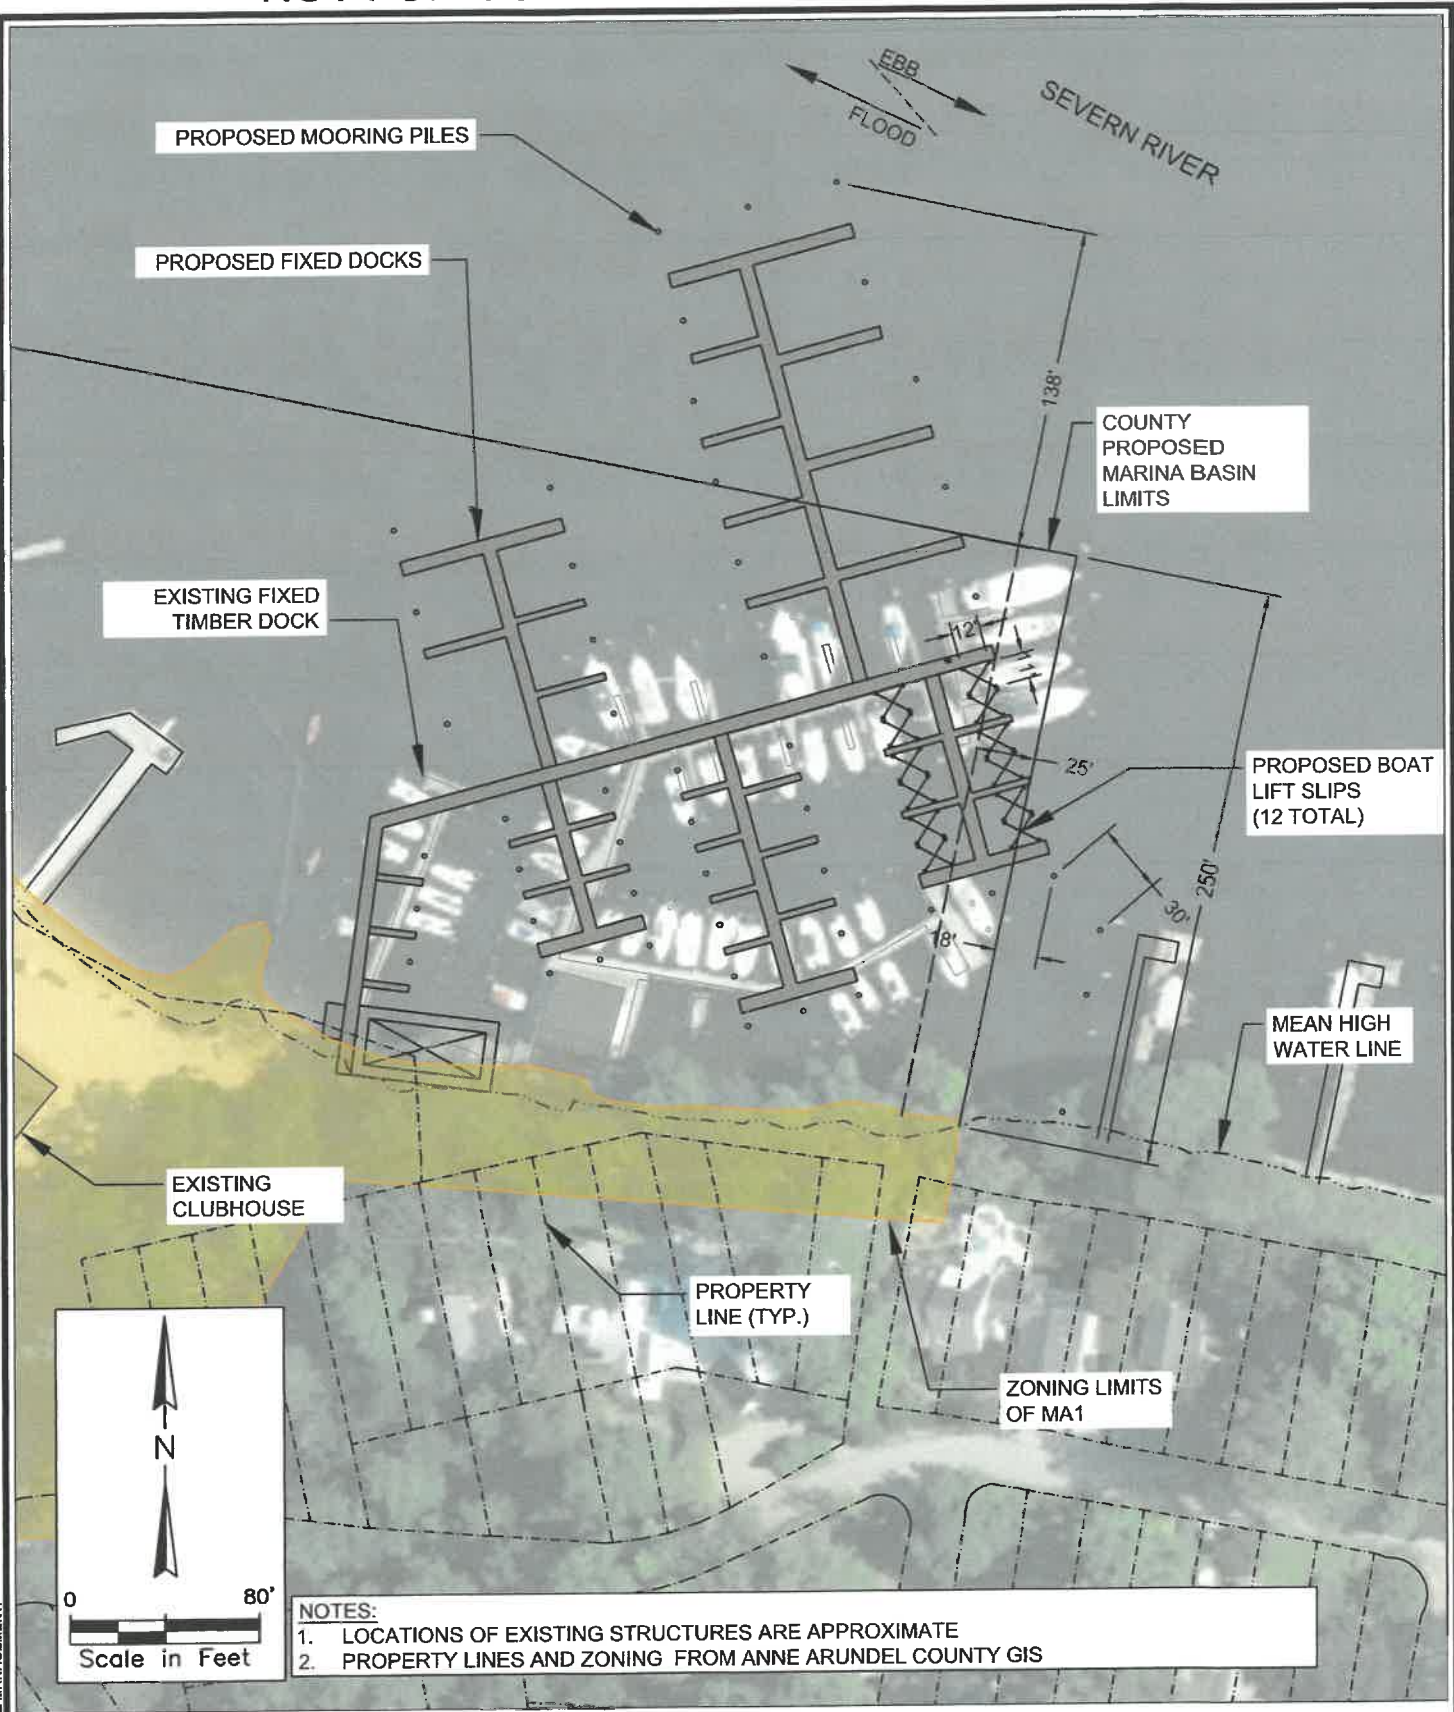 EBB
FLOOD
SEVERN RIVER
PROPOSED MOORING PILES
PROPOSED FIXED DOCKS
138'
COUNTY
PROPOSED
MARINA BASIN
LIMITS
EXISTING FIXED
TIMBER DOCK
12'
11'
25'
PROPOSED BOAT
LIFT SLIPS
(12 TOTAL)
250'
30'
18'
MEAN HIGH
WATER LINE
EXISTING
CLUBHOUSE
PROPERTY
LINE (TYP.)
ZONING LIMITS
OF MA1
N
0 80'
Scale in Feet
NOTES:
1. LOCATIONS OF EXISTING STRUCTURES ARE APPROXIMATE
2. PROPERTY LINES AND ZONING FROM ANNE ARUNDEL COUNTY GIS